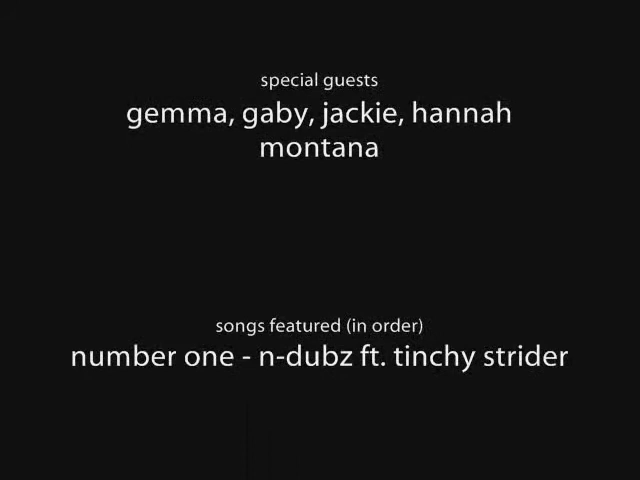 special guests
gemma, gaby, jackie, hannah
montana
songs featured (in order)
number one - n-dubz ft. tinchy strider